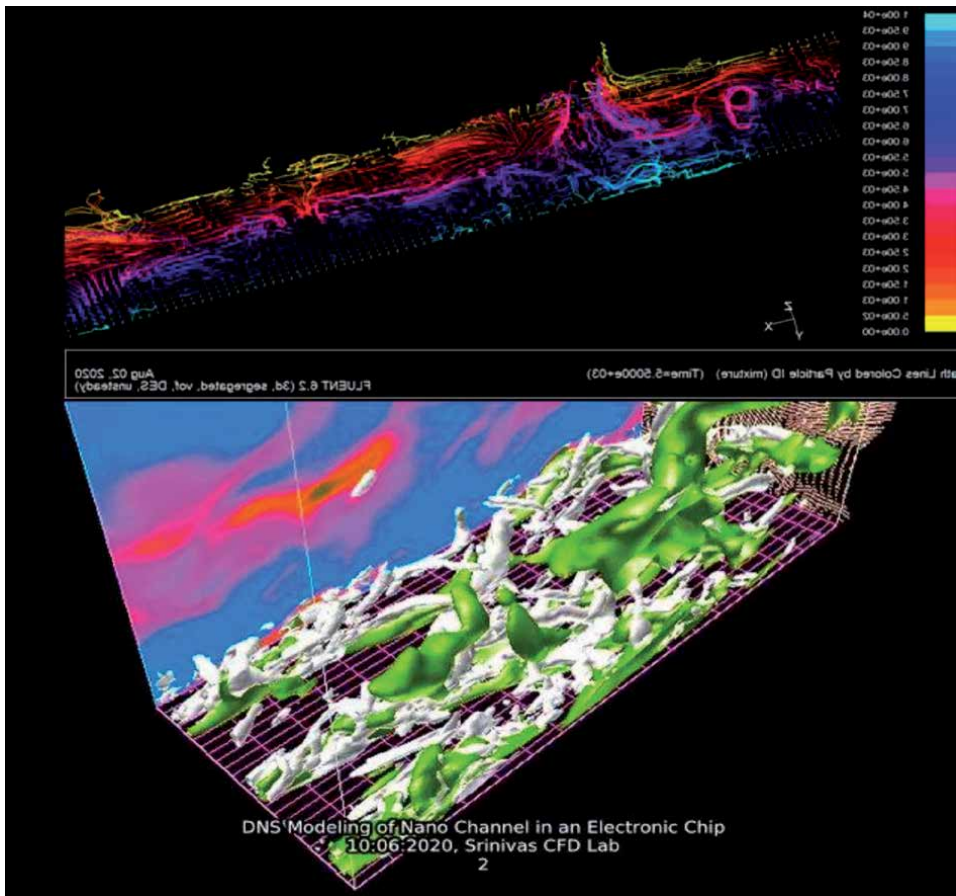 1.00e+04
9.50e+03
9.00e+03
8.50e+03
8.00e+03
7.50e+03
7.00e+03
6.50e+03
6.00e+03
5.50e+03
5.00e+03
4.50e+03
4.00e+03
3.50e+03
3.00e+03
2.50e+03
2.00e+03
1.50e+03
1.00e+03
5.00e+02
0.00e+00
Z
X
Y
ath Lines Colored by Particle ID (mixture) (Time=5.5000e+03)
Aug 02, 2020
FLUENT 6.2 (3d, segregated, vof, DES, unsteady)
DNS Modeling of Nano Channel in an Electronic Chip
10:06:2020, Srinivas CFD Lab
2